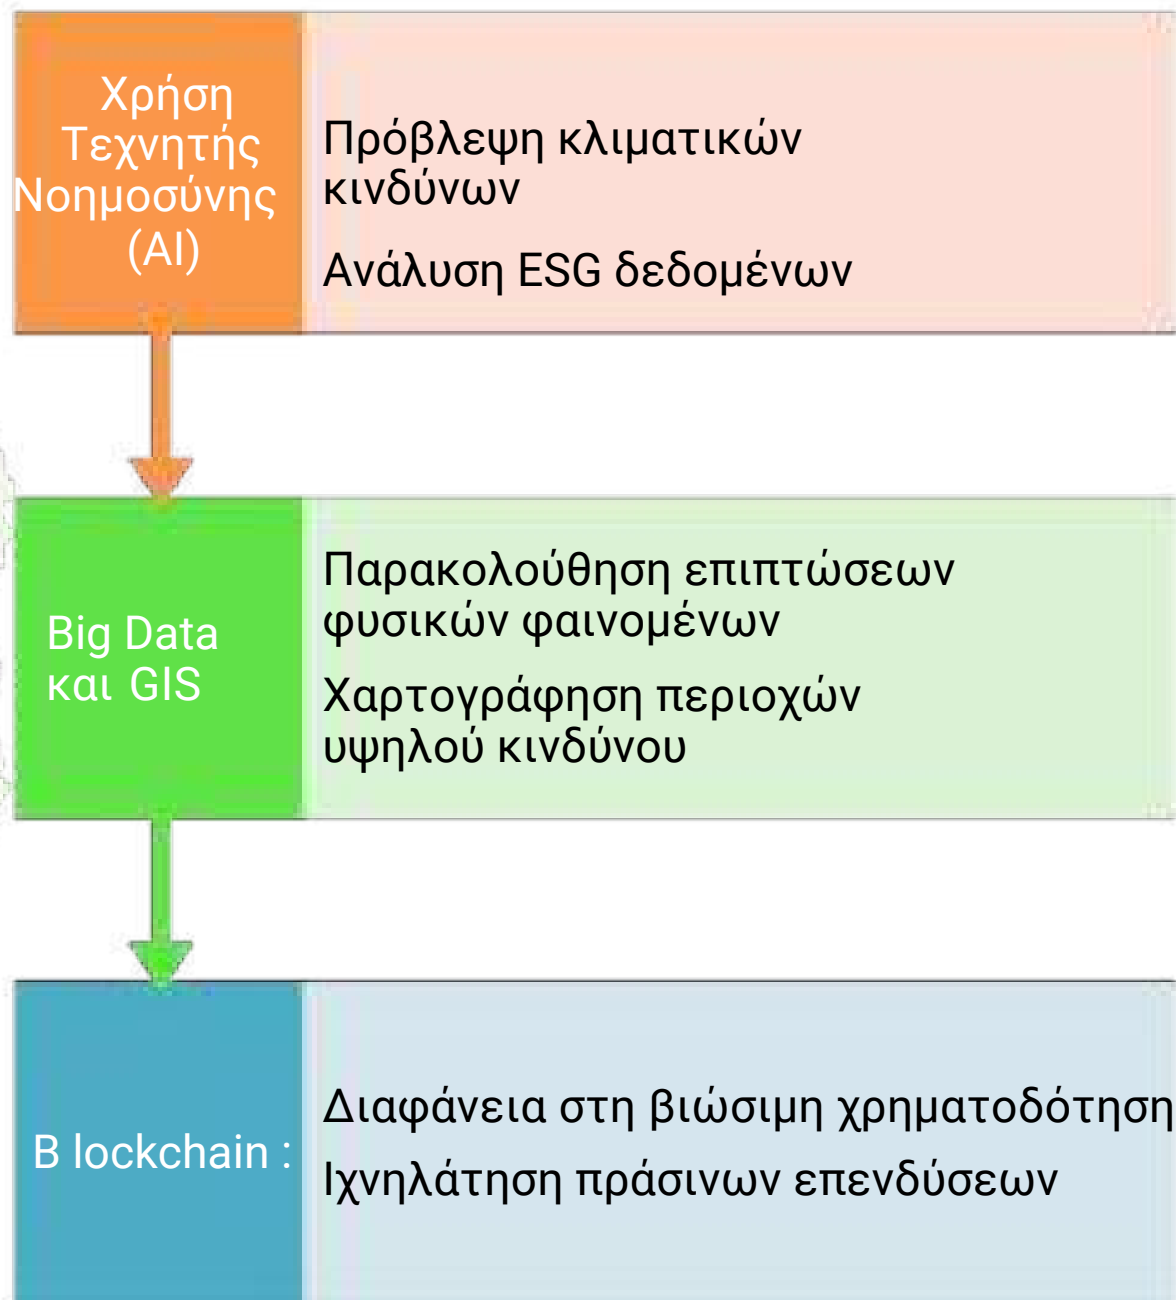 Χρήση
Τεχνητής
Νοημοσύνης
(AI)
Πρόβλεψη κλιματικών
κινδύνων
Ανάλυση ESG δεδομένων
Big Data
και GIS
Παρακολούθηση επιπτώσεων
φυσικών φαινομένων
Χαρτογράφηση περιοχών
υψηλού κινδύνου
B lockchain :
Διαφάνεια στη βιώσιμη χρηματοδότηση
Ιχνηλάτηση πράσινων επενδύσεων